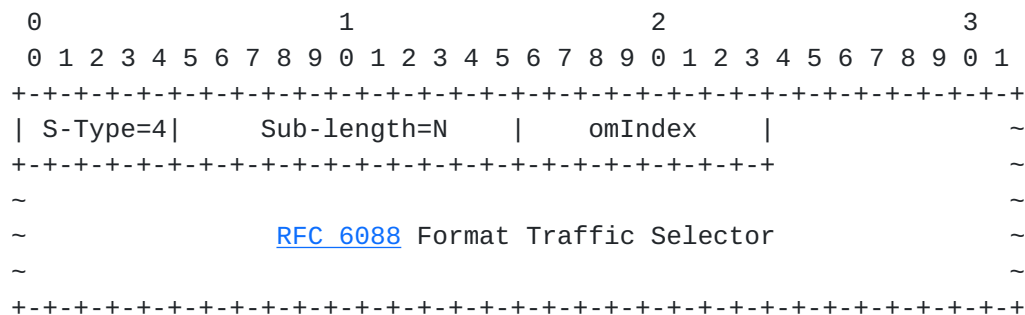 0                   1                   2                   3
 0 1 2 3 4 5 6 7 8 9 0 1 2 3 4 5 6 7 8 9 0 1 2 3 4 5 6 7 8 9 0 1
+-+-+-+-+-+-+-+-+-+-+-+-+-+-+-+-+-+-+-+-+-+-+-+-+-+-+-+-+-+-+-+-+
| S-Type=4|     Sub-length=N    |    omIndex    |               ~
+-+-+-+-+-+-+-+-+-+-+-+-+-+-+-+-+-+-+-+-+-+-+-+-+               ~
~                                                               ~
~                RFC 6088 Format Traffic Selector               ~
~                                                               ~
+-+-+-+-+-+-+-+-+-+-+-+-+-+-+-+-+-+-+-+-+-+-+-+-+-+-+-+-+-+-+-+-+